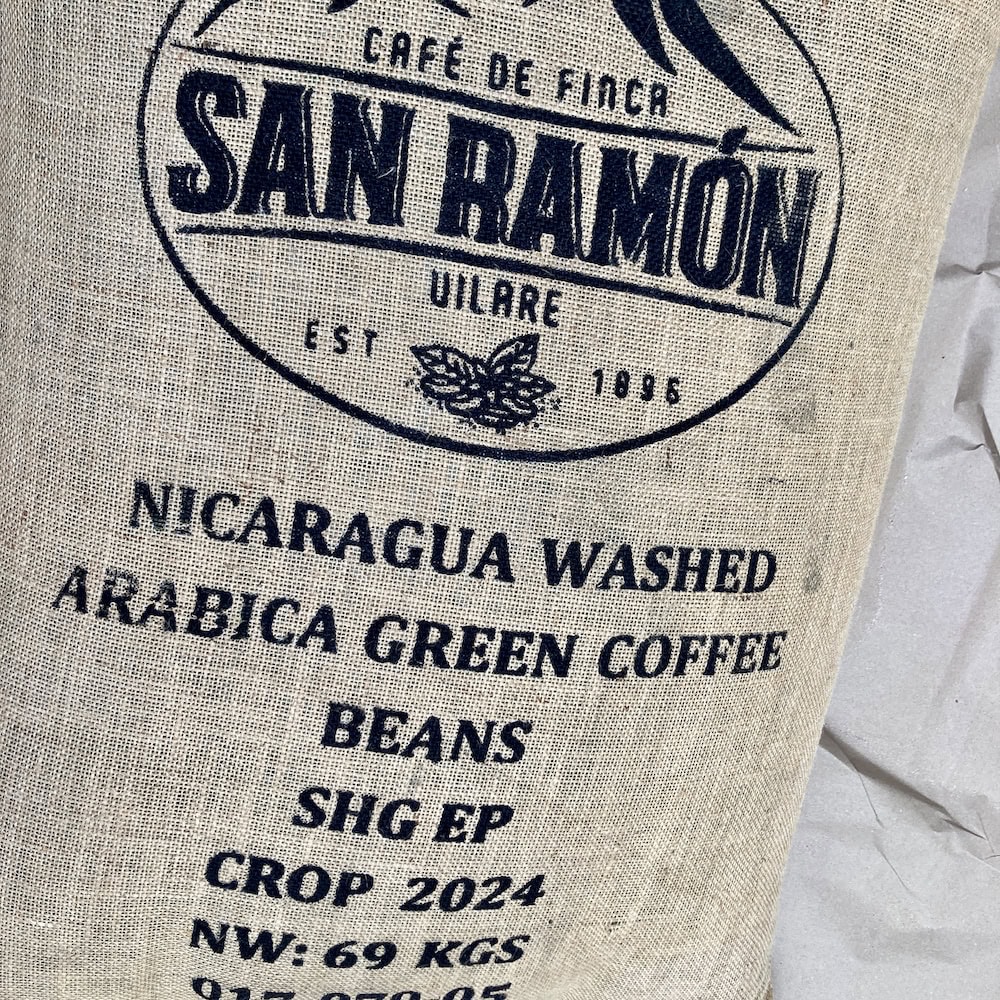 CAFÉ DE FINCA
SAN RAMÓN
VILARE
EST 1896
NICARAGUA WASHED
ARABICA GREEN COFFEE
BEANS
SHG EP
CROP 2024
NW: 69 KGS